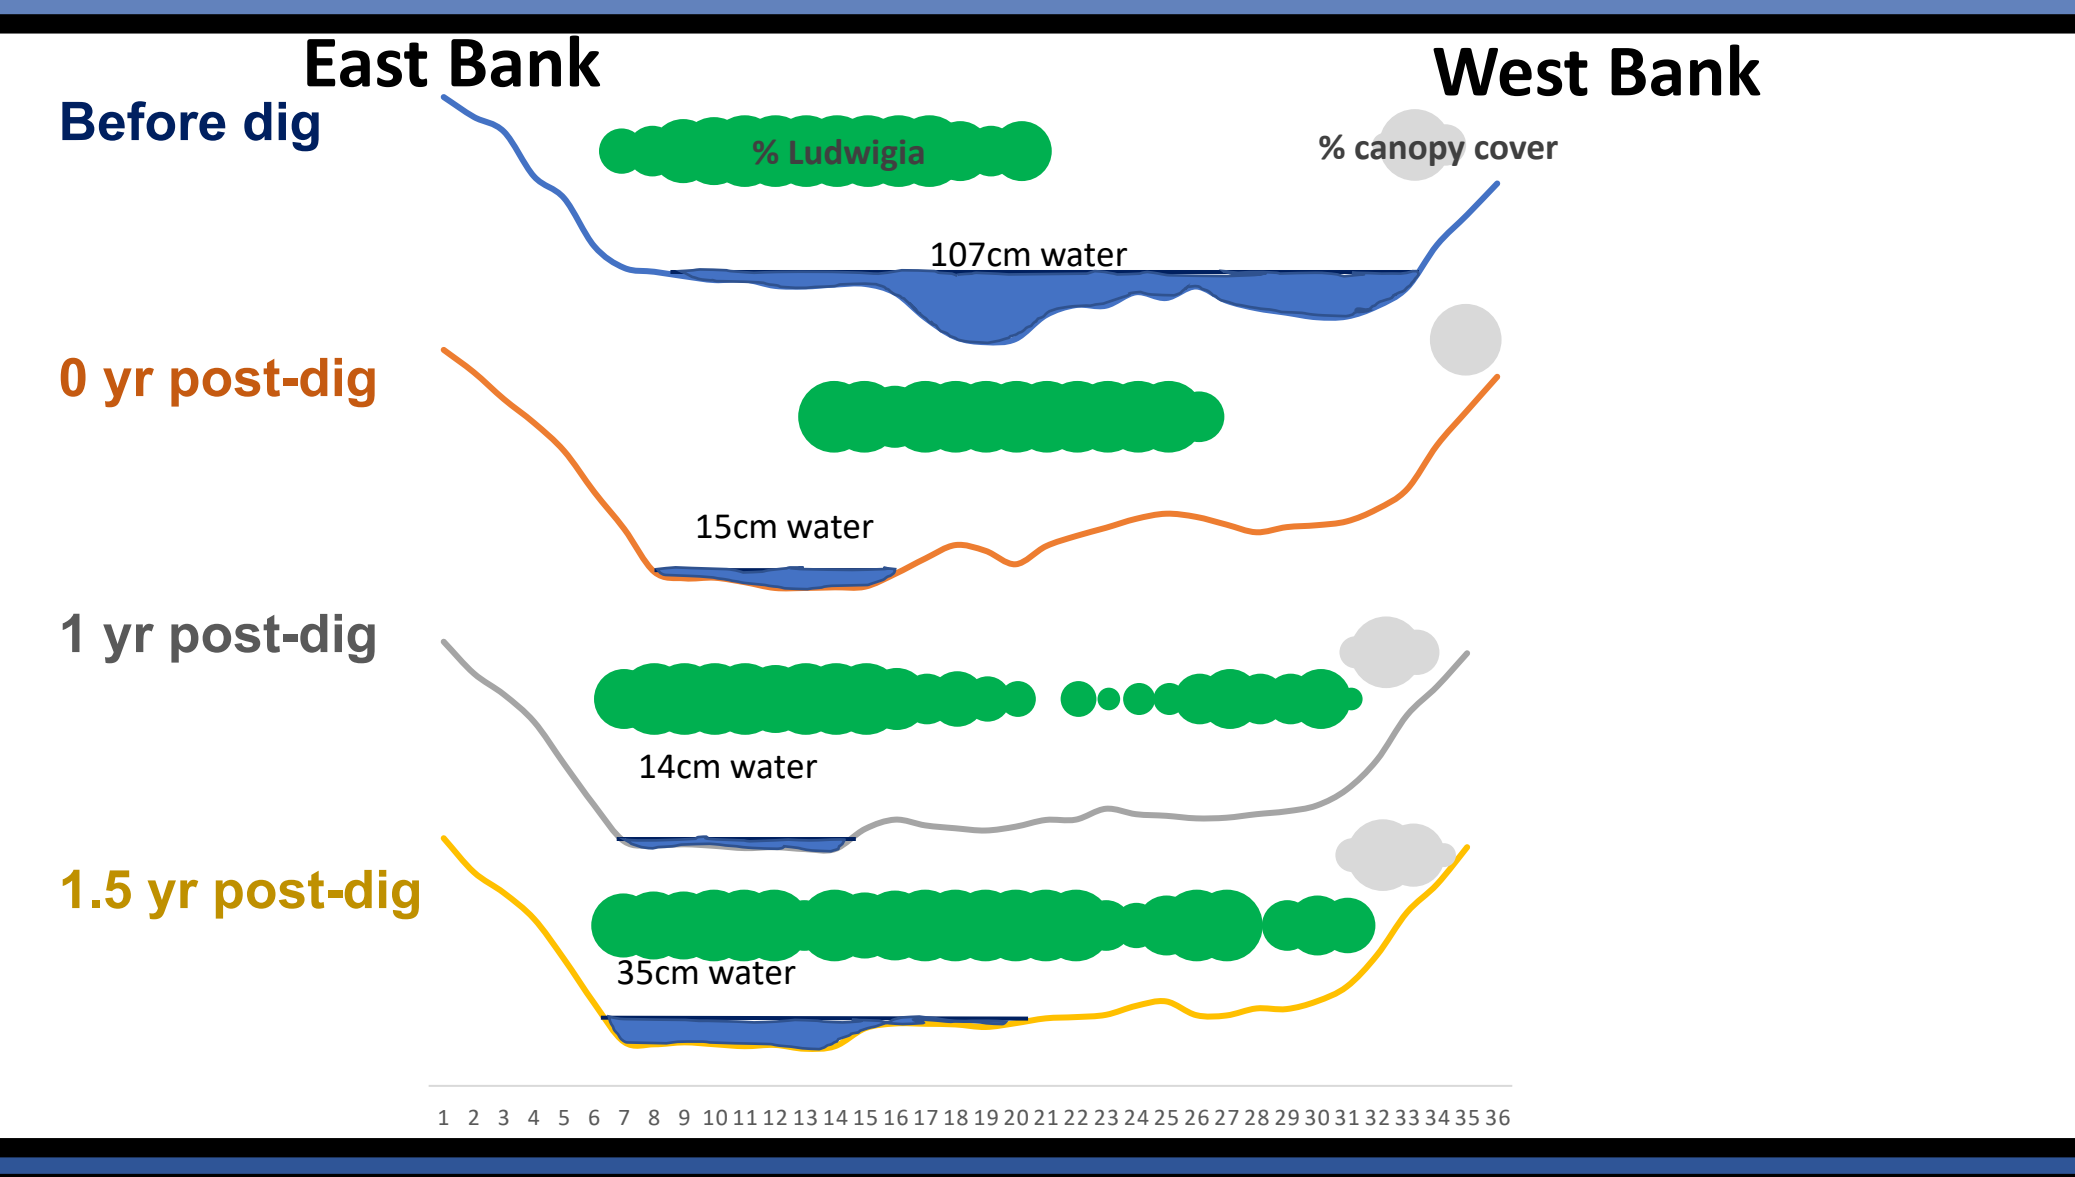 East Bank
West Bank
Before dig
% Ludwigia
% canopy cover
107cm water
0 yr post-dig
15cm water
1 yr post-dig
14cm water
1.5 yr post-dig
35cm water
1 2 3 4 5 6 7 8 9 10 11 12 13 14 15 16 17 18 19 20 21 22 23 24 25 26 27 28 29 30 31 32 33 34 35 36